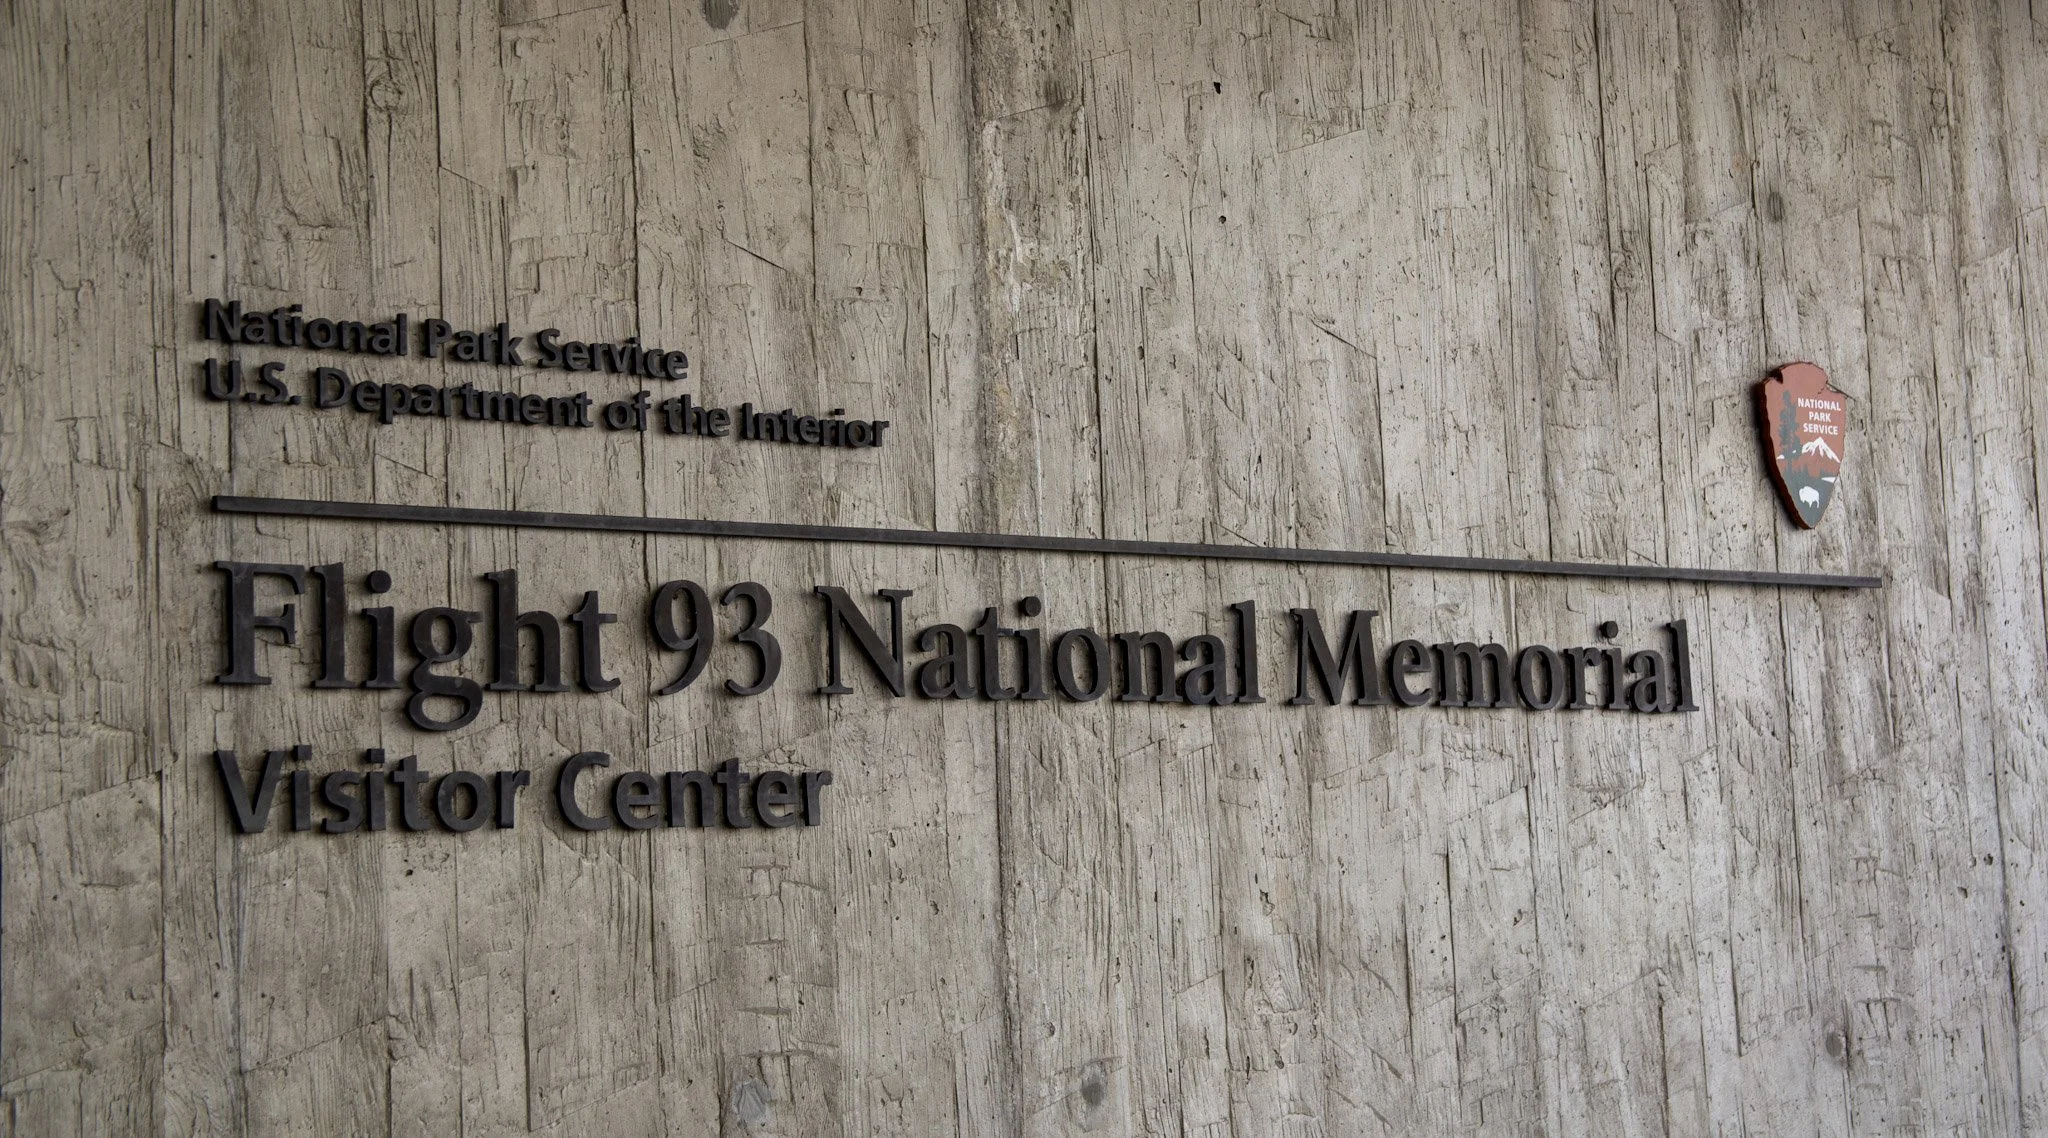 National Park Service
U.S. Department of the Interior
NATIONAL
PARK
SERVICE
Flight 93 National Memorial
Visitor Center